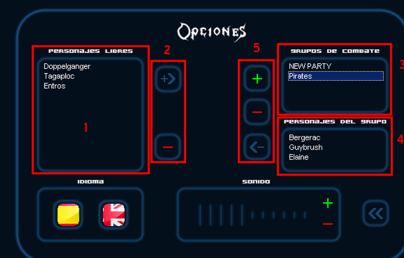 Opciones
2
5
personajes libres
grupos de combate
Doppelganger
Tagaploc
Entros
1
NEW PARTY
Pirates
3
personajes del grupo
Bergerac
Guybrush
Elaine
4
idioma
sonido